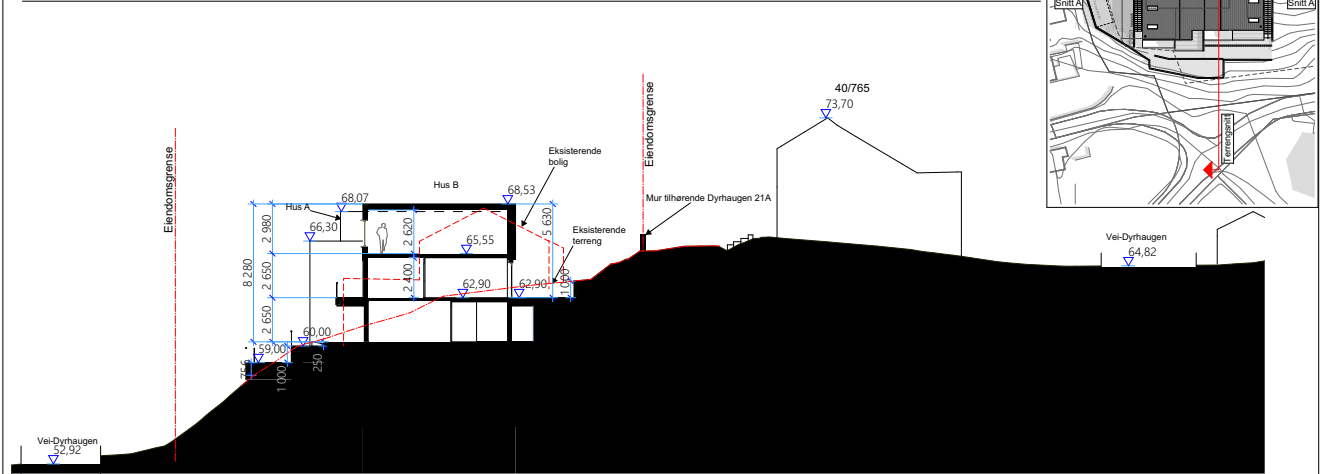 Snitt A
Snitt A
Terrengsnitt
40/765
73,70
Eiendomsgrense
Eiendomsgrense
Eksisterende
bolig
Hus B
68,53
68,07
Hus A
66,30
Mur tilhørende Dyrhaugen 21A
Eksisterende
terreng
2 980
2 620
5 630
65,55
8 280
2 650
2 400
62,90
62,90
1 000
2 650
60,00
59,00
756
1 000
250
Vei-Dyrhaugen
64,82
Vei-Dyrhaugen
52,92